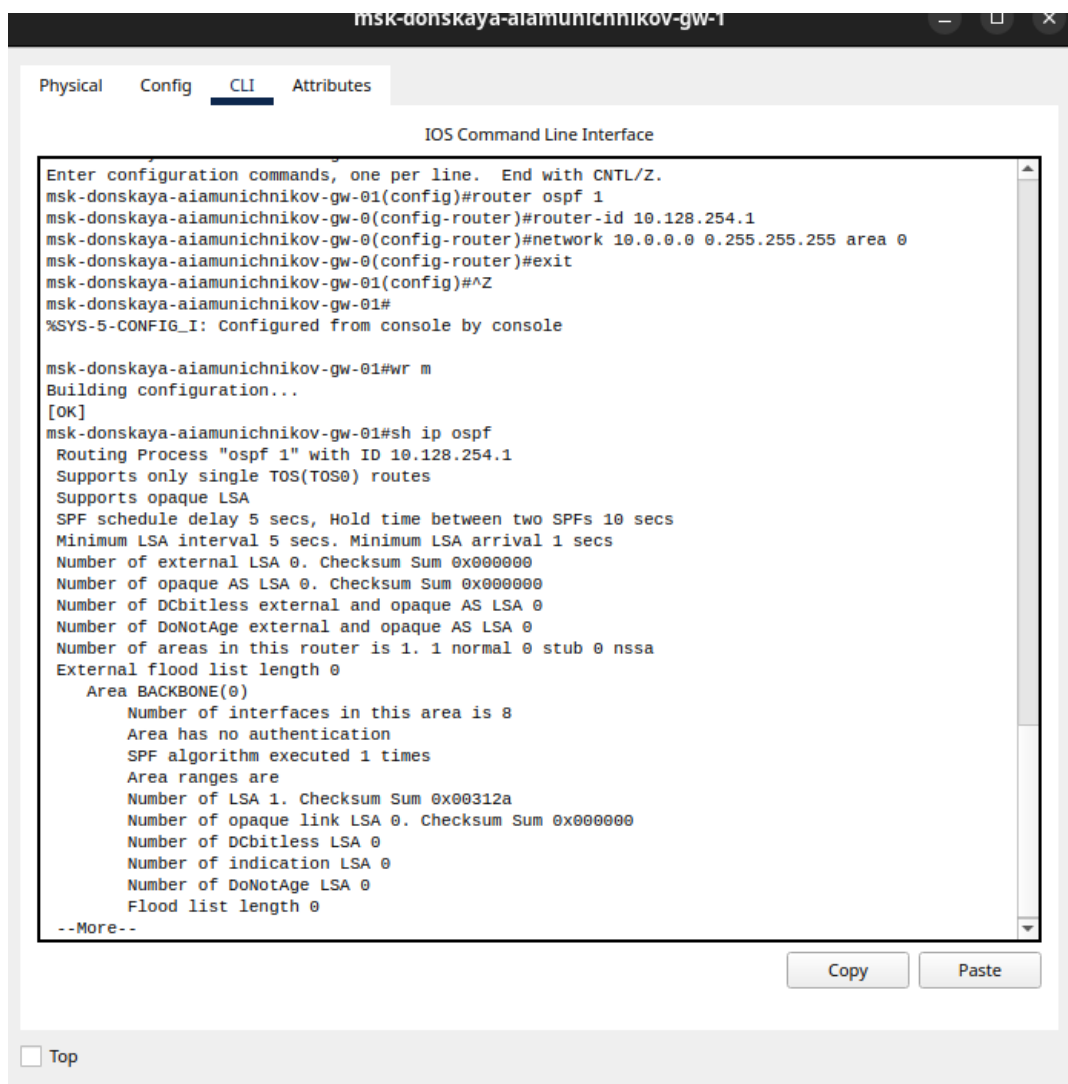 msk-donskaya-aiamunichnikov-gw-1
Physical Config CLI Attributes
IOS Command Line Interface
Enter configuration commands, one per line.  End with CNTL/Z.
msk-donskaya-aiamunichnikov-gw-01(config)#router ospf 1
msk-donskaya-aiamunichnikov-gw-0(config-router)#router-id 10.128.254.1
msk-donskaya-aiamunichnikov-gw-0(config-router)#network 10.0.0.0 0.255.255.255 area 0
msk-donskaya-aiamunichnikov-gw-0(config-router)#exit
msk-donskaya-aiamunichnikov-gw-01(config)#^Z
msk-donskaya-aiamunichnikov-gw-01#
%SYS-5-CONFIG_I: Configured from console by console
msk-donskaya-aiamunichnikov-gw-01#wr m
Building configuration...
[OK]
msk-donskaya-aiamunichnikov-gw-01#sh ip ospf
Routing Process "ospf 1" with ID 10.128.254.1
Supports only single TOS(TOS0) routes
Supports opaque LSA
SPF schedule delay 5 secs, Hold time between two SPFs 10 secs
Minimum LSA interval 5 secs. Minimum LSA arrival 1 secs
Number of external LSA 0. Checksum Sum 0x000000
Number of opaque AS LSA 0. Checksum Sum 0x000000
Number of DCbitless external and opaque AS LSA 0
Number of DoNotAge external and opaque AS LSA 0
Number of areas in this router is 1. 1 normal 0 stub 0 nssa
External flood list length 0
Area BACKBONE(0)
Number of interfaces in this area is 8
Area has no authentication
SPF algorithm executed 1 times
Area ranges are
Number of LSA 1. Checksum Sum 0x00312a
Number of opaque link LSA 0. Checksum Sum 0x000000
Number of DCbitless LSA 0
Number of indication LSA 0
Number of DoNotAge LSA 0
Flood list length 0
--More--
Copy Paste
Top